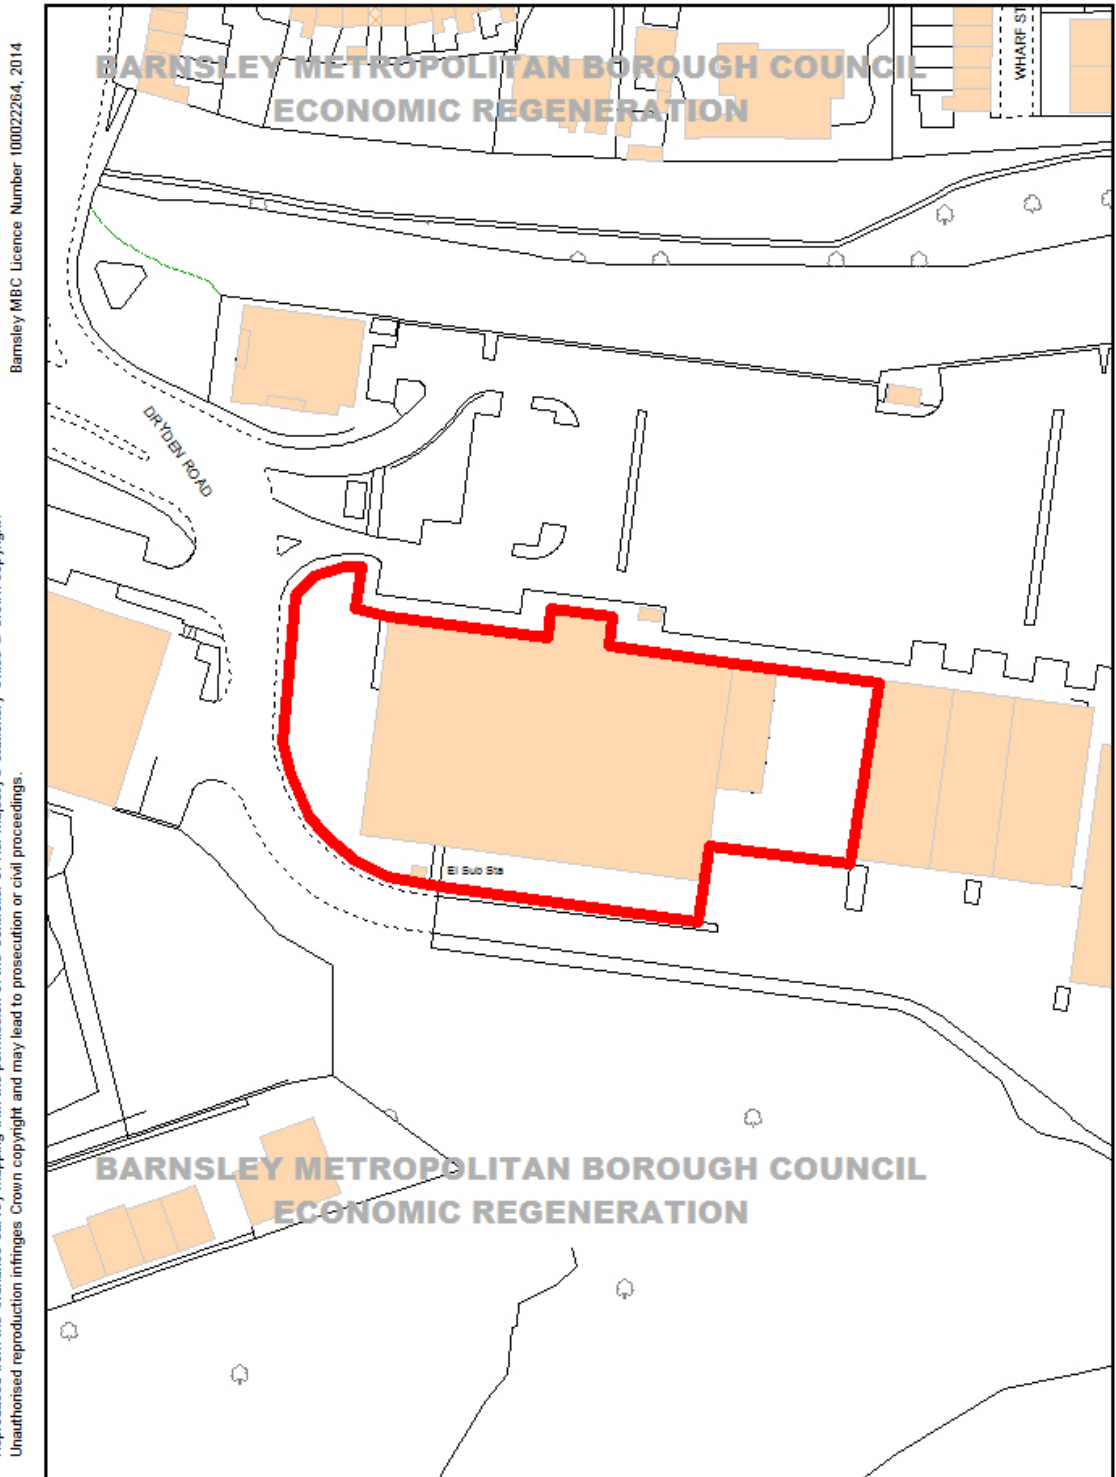 BARNSLEY METROPOLITAN BOROUGH COUNCIL
ECONOMIC REGENERATION
WHARF ST
DRYDEN ROAD
El Sub Sta
BARNSLEY METROPOLITAN BOROUGH COUNCIL
ECONOMIC REGENERATION
Barnsley MBC Licence Number 100022264, 2014
Unauthorised reproduction infringes Crown copyright and may lead to prosecution or civil proceedings.